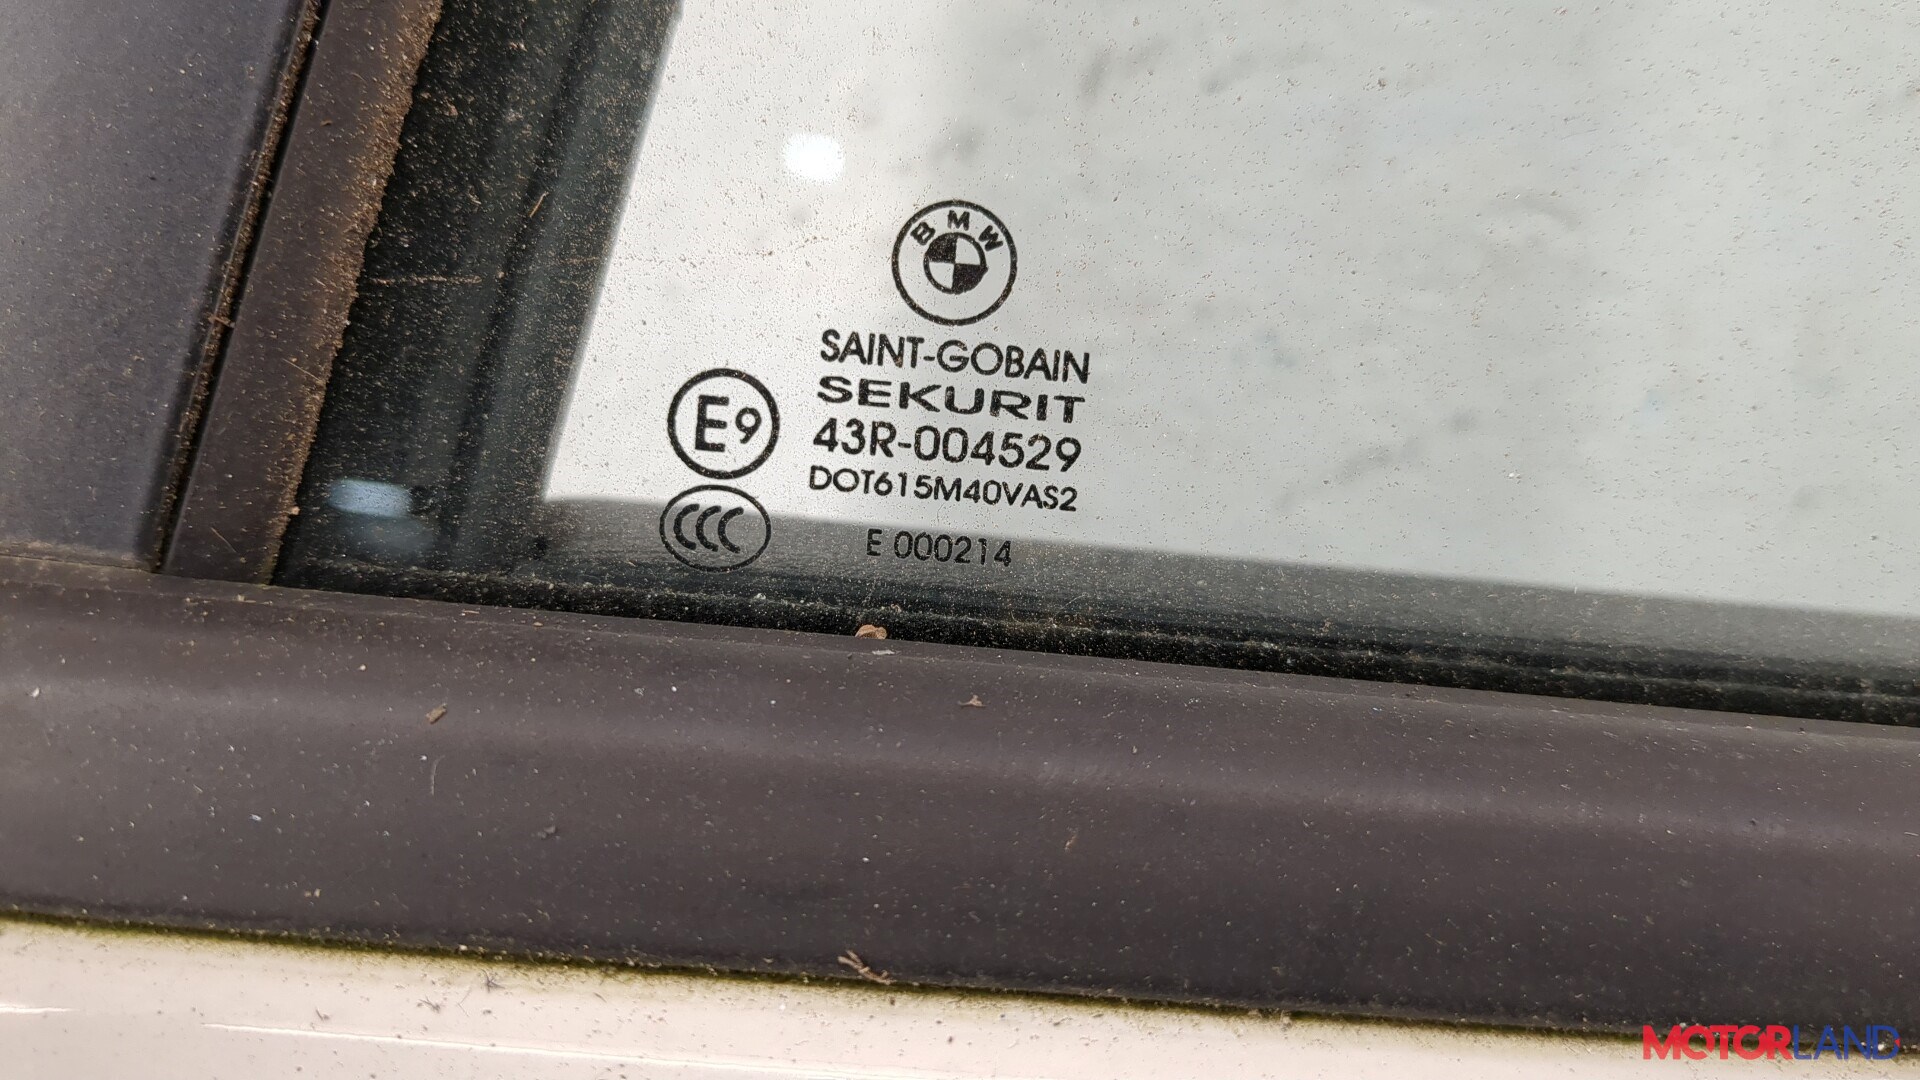 BMW
SAINT-GOBAIN
SEKURIT
E9
43R-004529
DOT615M40VAS2
CCC
E 000214
MOTORLAND